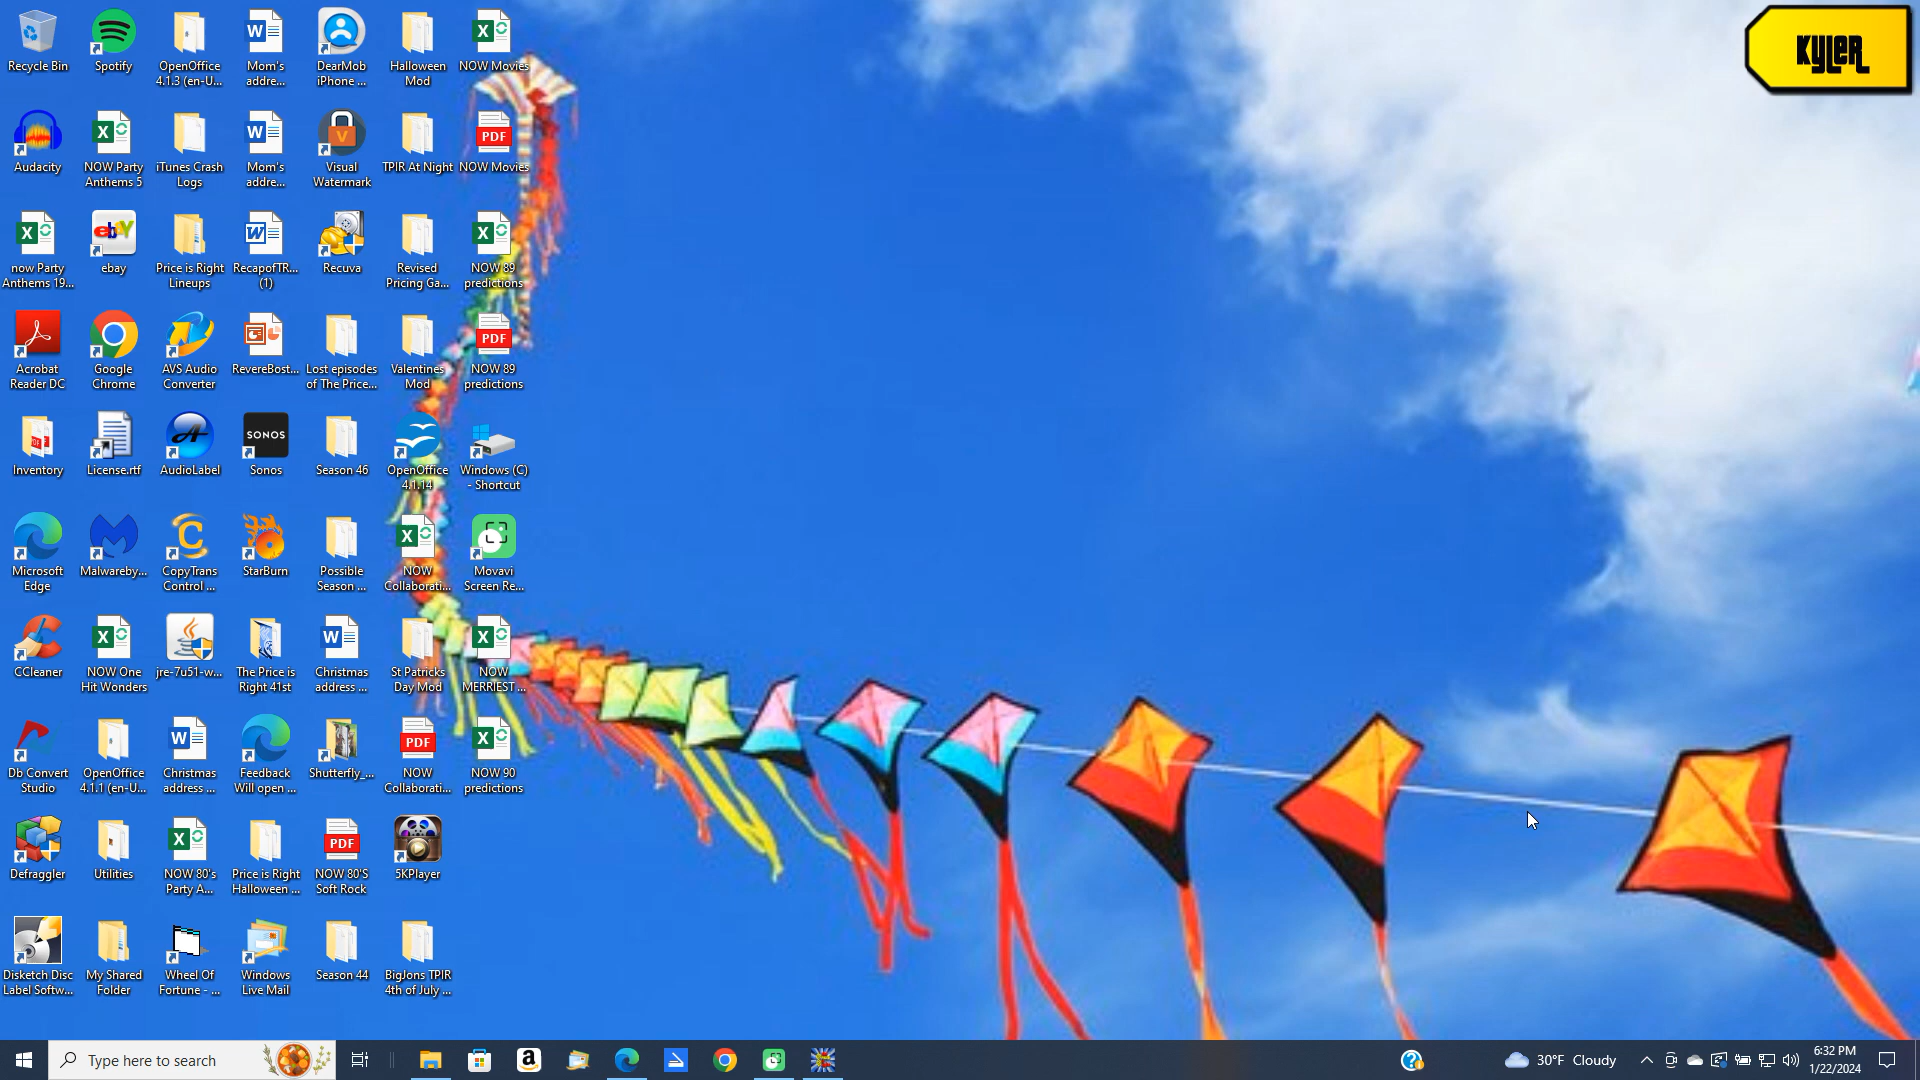 KYLER
Recycle Bin
Spotify
OpenOffice
4.1.3 (en-U...
Mom's
addre...
DearMob
iPhone ...
Halloween
Mod
NOW Movies
Audacity
NOW Party
Anthems 5
iTunes Crash
Logs
Mom's
addre...
Visual
Watermark
TPIR At Night
PDF
NOW Movies
now Party
Anthems 19...
ebay
ebay
Price is Right
Lineups
RecapofTR...
(1)
Recuva
Revised
Pricing Ga...
NOW 89
predictions
Acrobat
Reader DC
Google
Chrome
AVS Audio
Converter
RevereBost...
Lost episodes
of The Price...
Valentines
Mod
PDF
NOW 89
predictions
Inventory
License.rtf
AudioLabel
SONOS
Sonos
Season 46
OpenOffice
4.1.14
Windows (C)
- Shortcut
Microsoft
Edge
Malwareby...
CopyTrans
Control ...
StarBurn
Possible
Season ...
NOW
Collaborati...
Movavi
Screen Re...
CCleaner
NOW One
Hit Wonders
jre-7u51-w...
The Price is
Right 41st
Christmas
address ...
St Patricks
Day Mod
NOW
MERRIEST ...
Db Convert
Studio
OpenOffice
4.1.1 (en-U...
Christmas
address ...
Feedback
Will open ...
Shutterfly_...
PDF
NOW
Collaborati...
NOW 90
predictions
Defraggler
Utilities
NOW 80's
Party A...
Price is Right
Halloween ...
PDF
NOW 80'S
Soft Rock
5KPlayer
Disketch Disc
Label Softw...
My Shared
Folder
Wheel Of
Fortune - ...
Windows
Live Mail
Season 44
BigJons TPIR
4th of July ...
Type here to search
30°F Cloudy
6:32 PM
1/22/2024